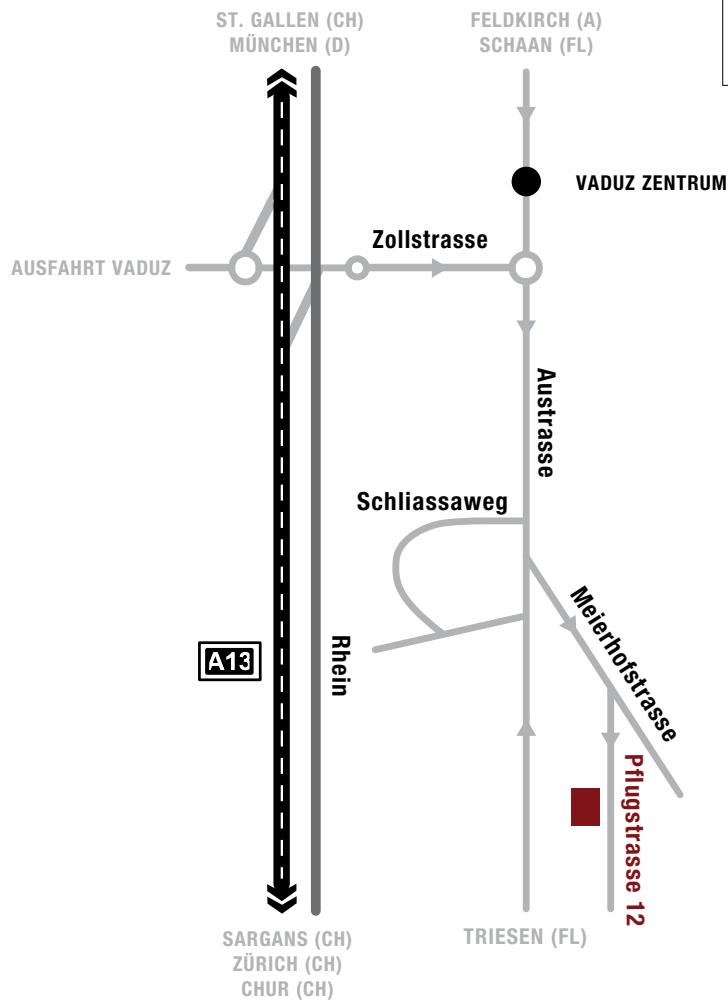 ST. GALLEN (CH)
MÜNCHEN (D)
FELDKIRCH (A)
SCHAAN (FL)
VADUZ ZENTRUM
Zollstrasse
AUSFAHRT VADUZ
Austrasse
Schliassaweg
Meierhofstrasse
A13
Rhein
Pflugstrasse 12
SARGANS (CH)
ZÜRICH (CH)
CHUR (CH)
TRIESEN (FL)